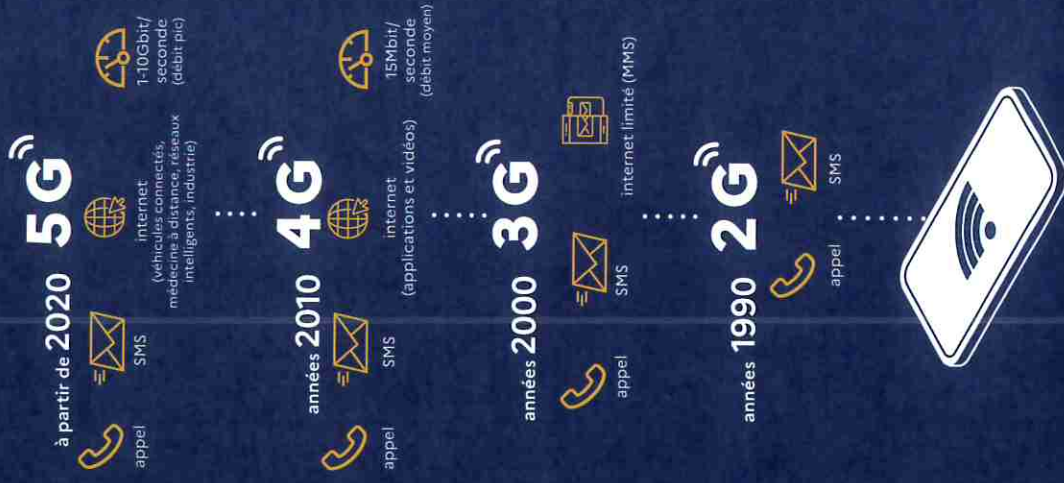 à partir de 2020 5G
appel
SMS
internet
(véhicules connectés,
médecine à distance, réseaux
intelligents, industrie)
1-10Gbit/
seconde
(débit pic)
années 2010 4G
appel
SMS
internet
(applications et vidéos)
15Mbit/
seconde
(débit moyen)
années 2000 3G
appel
SMS
internet limité (MMS)
années 1990 2G
appel
SMS